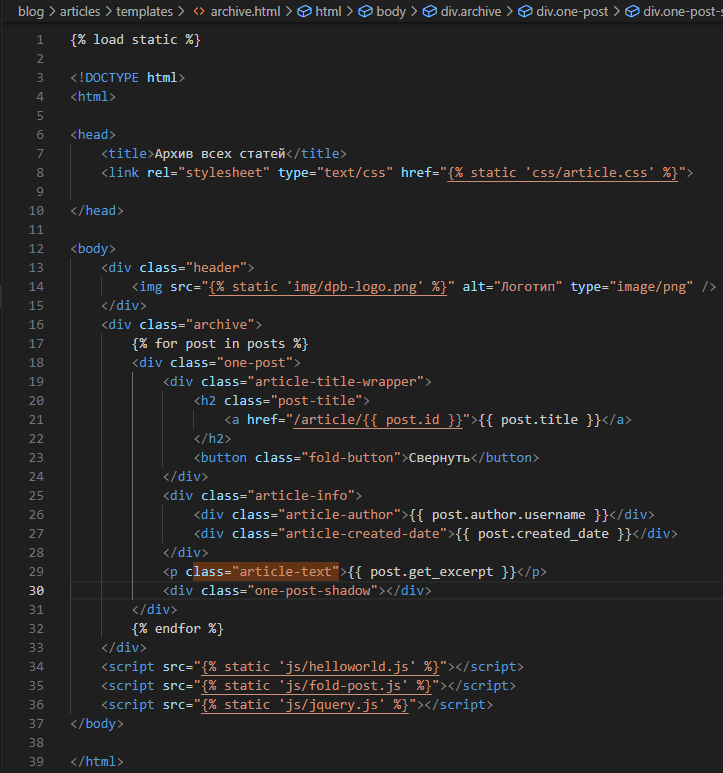 blog > articles > templates > archive.html > html > body > div.archive > div.one-post > div.one-post-s
1 {% load static %}
2
3 <!DOCTYPE html>
4 <html>
5
6 <head>
7     <title>Архив всех статей</title>
8     <link rel="stylesheet" type="text/css" href="{% static 'css/article.css' %}">
9
10 </head>
11
12 <body>
13     <div class="header">
14         <img src="{% static 'img/dpb-logo.png' %}" alt="Логотип" type="image/png" />
15     </div>
16     <div class="archive">
17         {% for post in posts %}
18         <div class="one-post">
19             <div class="article-title-wrapper">
20                 <h2 class="post-title">
21                     <a href="/article/{{ post.id }}">{{ post.title }}</a>
22                 </h2>
23                 <button class="fold-button">Свернуть</button>
24             </div>
25             <div class="article-info">
26                 <div class="article-author">{{ post.author.username }}</div>
27                 <div class="article-created-date">{{ post.created_date }}</div>
28             </div>
29             <p class="article-text">{{ post.get_excerpt }}</p>
30             <div class="one-post-shadow"></div>
31         </div>
32         {% endfor %}
33     </div>
34     <script src="{% static 'js/helloworld.js' %}"></script>
35     <script src="{% static 'js/fold-post.js' %}"></script>
36     <script src="{% static 'js/jquery.js' %}"></script>
37 </body>
38
39 </html>